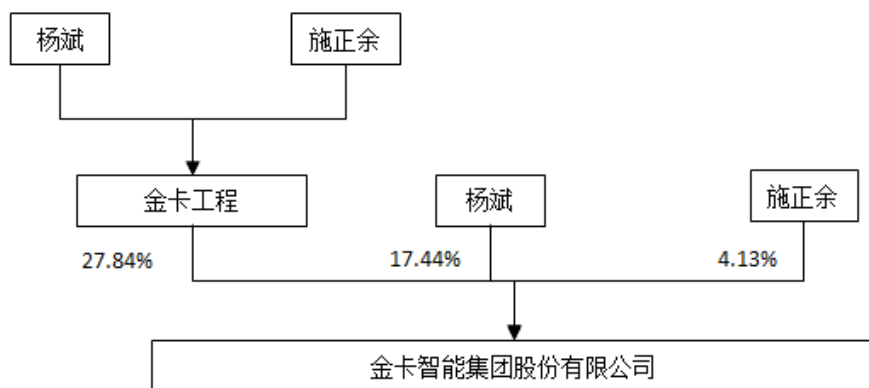 杨斌
施正余
金卡工程
杨斌
施正余
27.84%
17.44%
4.13%
金卡智能集团股份有限公司